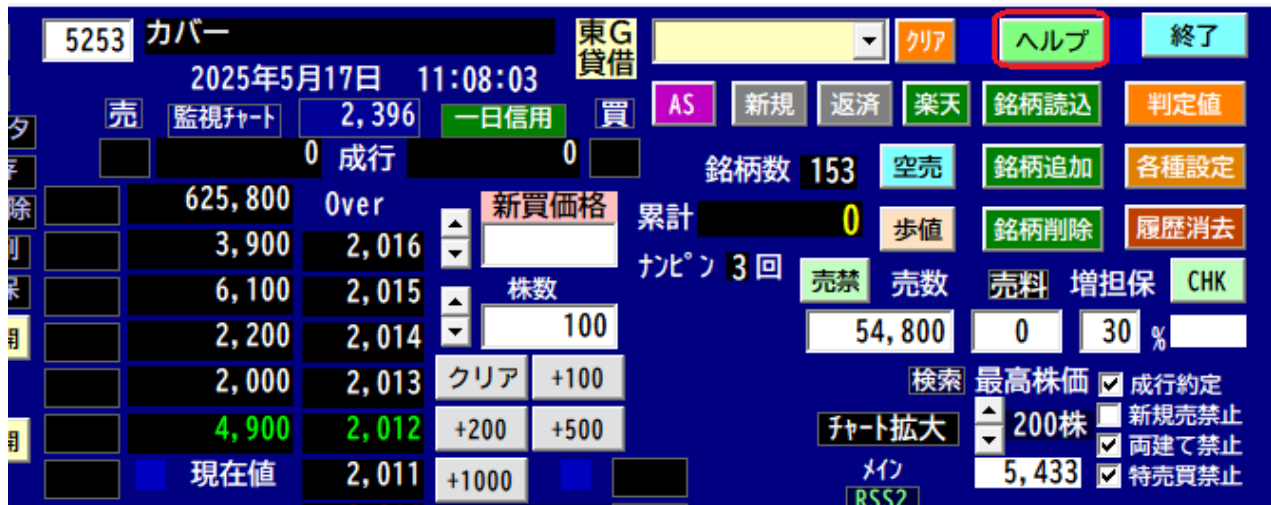 5253 カバー 東G クリア ヘルプ 終了
貸借
2025年5月17日 11:08:03
売 監視ﾁｬｰﾄ 2,396 一日信用 買 AS 新規 返済 楽天 銘柄読込 判定値
0 成行 0 銘柄数 153 空売 銘柄追加 各種設定
625,800 Over 新買価格 累計 0 歩値 銘柄削除 履歴消去
3,900 2,016 ﾅﾝﾋﾟﾝ 3回 売禁 売数 売料 増担保 CHK
6,100 2,015 株数
2,200 2,014 100 54,800 0 30 %
2,000 2,013 クリア +100 検索 最高株価 成行約定
4,900 2,012 +200 +500 ﾁｬｰﾄ拡大 200株 新規売禁止
両建て禁止
現在値 2,011 +1000 ﾒｲﾝ 5,433 特売買禁止
RSS2